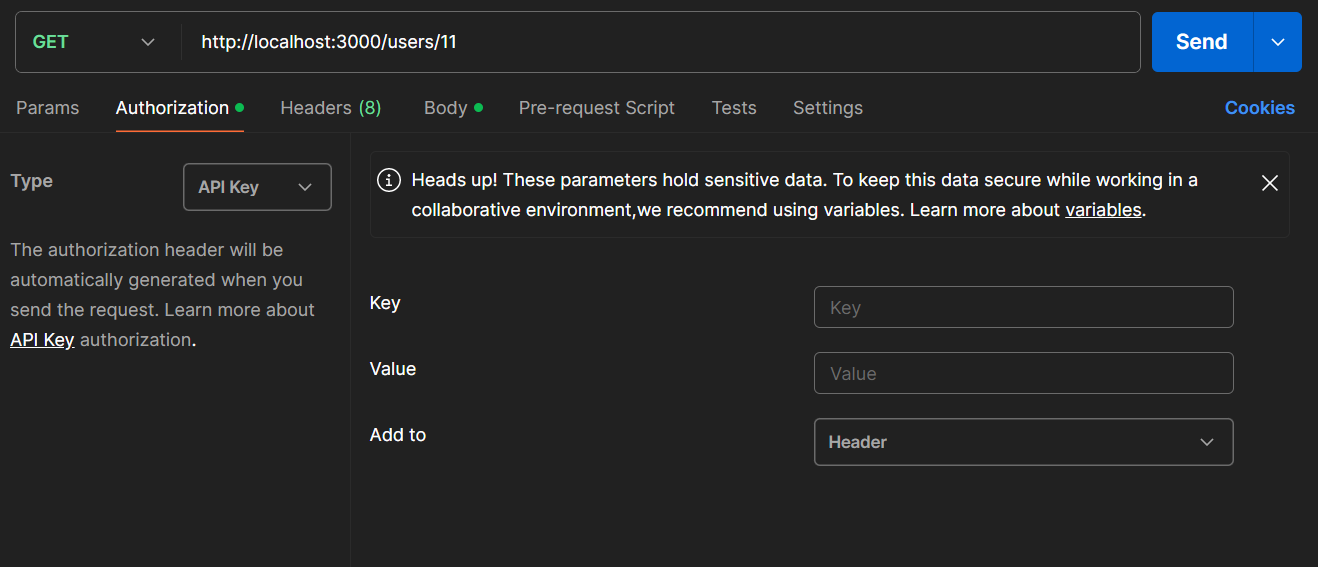 GET http://localhost:3000/users/11 Send
Params Authorization Headers (8) Body Pre-request Script Tests Settings Cookies
Type API Key
The authorization header will be
automatically generated when you
send the request. Learn more about
API Key authorization.
Heads up! These parameters hold sensitive data. To keep this data secure while working in a
collaborative environment,we recommend using variables. Learn more about variables.
Key Key
Value Value
Add to Header